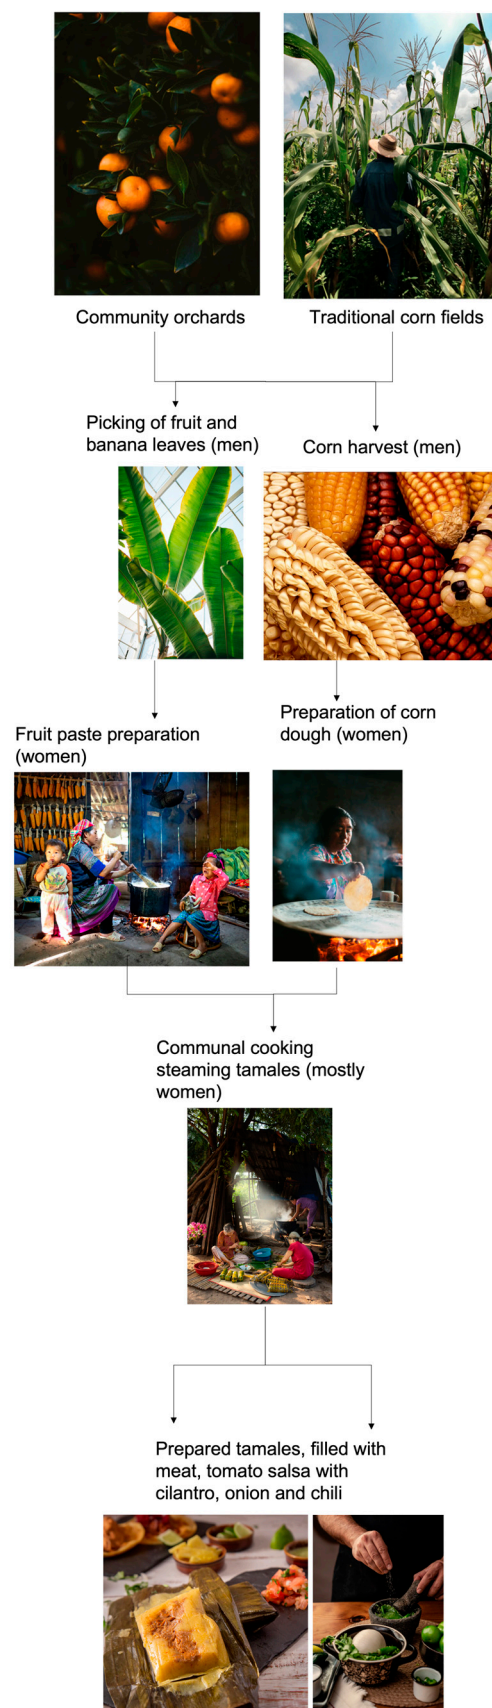 Community orchards
Traditional corn fields
Picking of fruit and
banana leaves (men)
Corn harvest (men)
Fruit paste preparation
(women)
Preparation of corn
dough (women)
Communal cooking
steaming tamales (mostly
women)
Prepared tamales, filled with
meat, tomato salsa with
cilantro, onion and chili